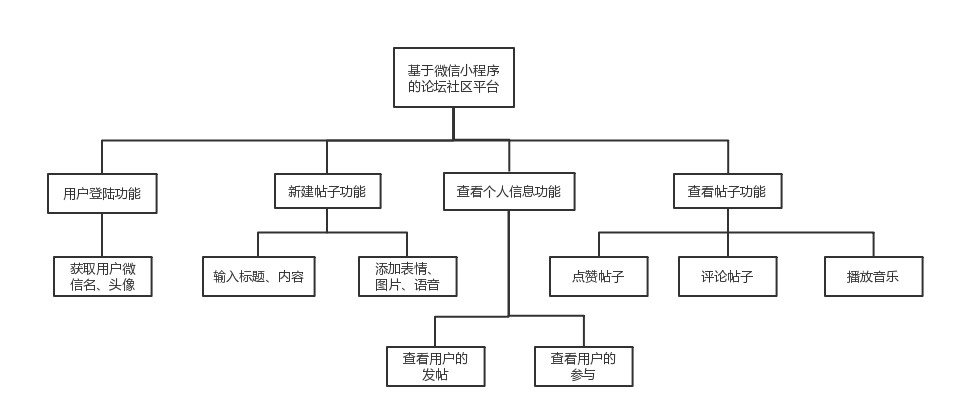 基于微信小程序
的论坛社区平台
用户登陆功能
新建帖子功能
查看个人信息功能
查看帖子功能
获取用户微
信名、头像
输入标题、内容
添加表情、
图片、语音
点赞帖子
评论帖子
播放音乐
查看用户的
发帖
查看用户的
参与